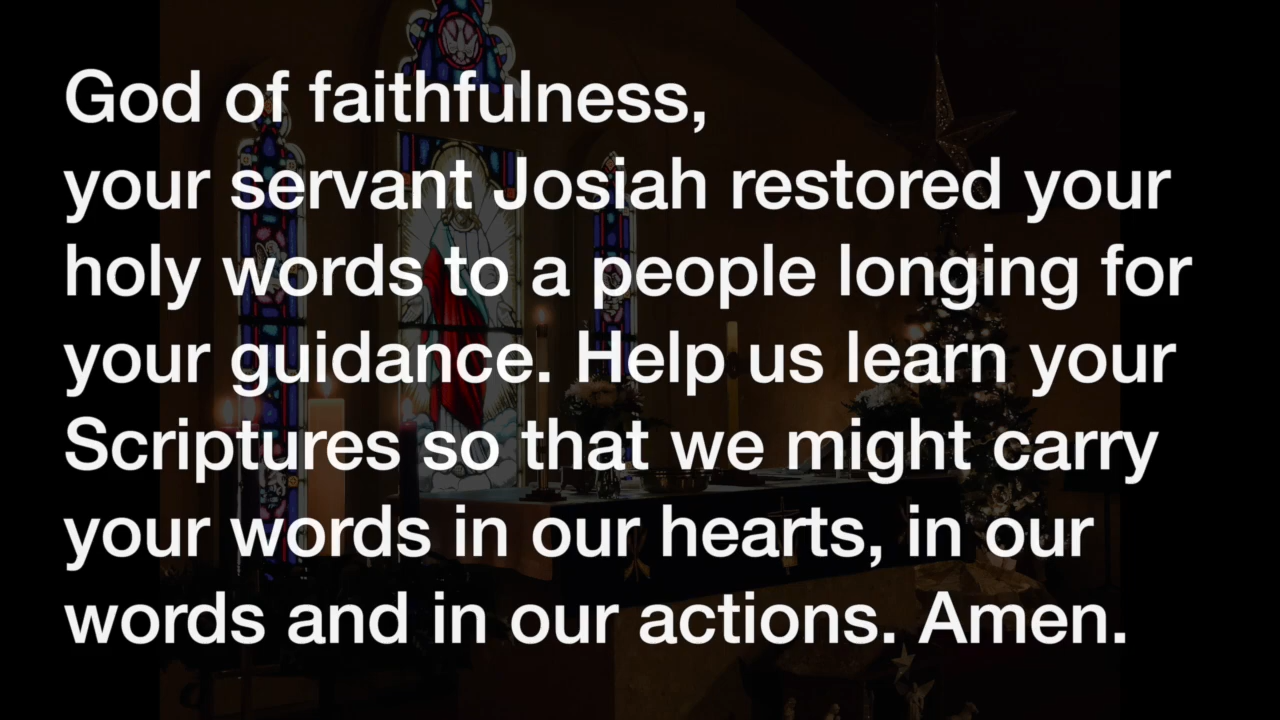 God of faithfulness,
your servant Josiah restored your
holy words to a people longing for
your guidance. Help us learn your
Scriptures so that we might carry
your words in our hearts, in our
words and in our actions. Amen.